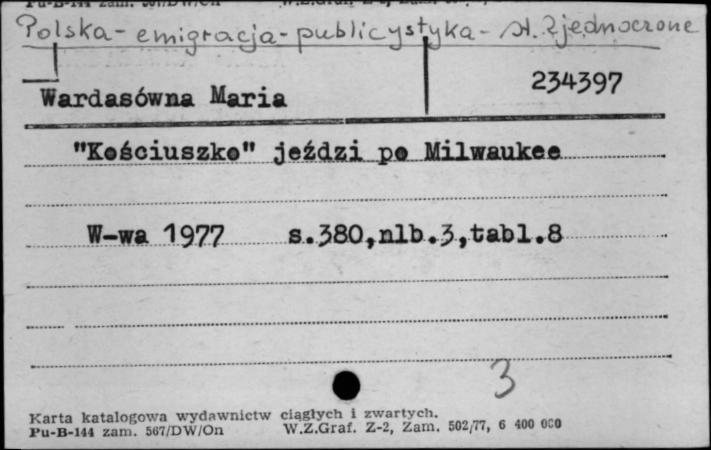 Polska - emigracja - publicystyka - st. Zjednoczone
234397
Wardasówna Maria
"Kościuszko" jeździ po Milwaukee
W-wa 1977 s.380,nlb.3,tabl.8
3
Karta katalogowa wydawnictw ciągłych i zwartych.
Pu-B-144 zam. 567/DW/On W.Z.Graf. Z-2, Zam. 502/77, 6 400 000